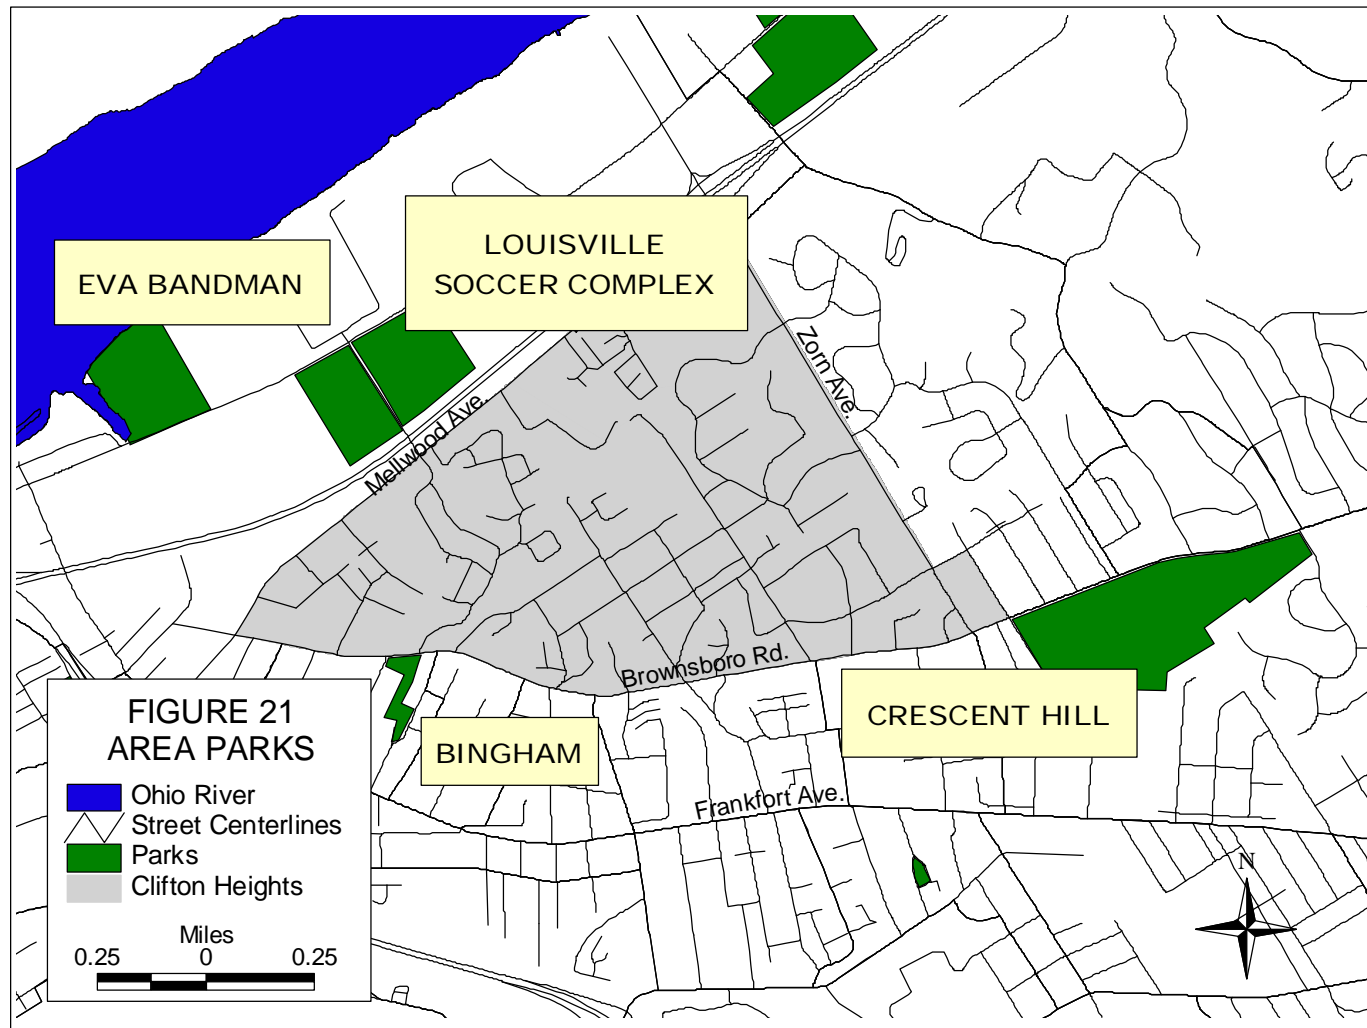 LOUISVILLE
SOCCER COMPLEX
EVA BANDMAN
Zorn Ave.
Mellwood Ave.
Brownsboro Rd.
CRESCENT HILL
BINGHAM
Frankfort Ave.
FIGURE 21
AREA PARKS
Ohio River
Street Centerlines
Parks
Clifton Heights
Miles
0.25 0 0.25
N